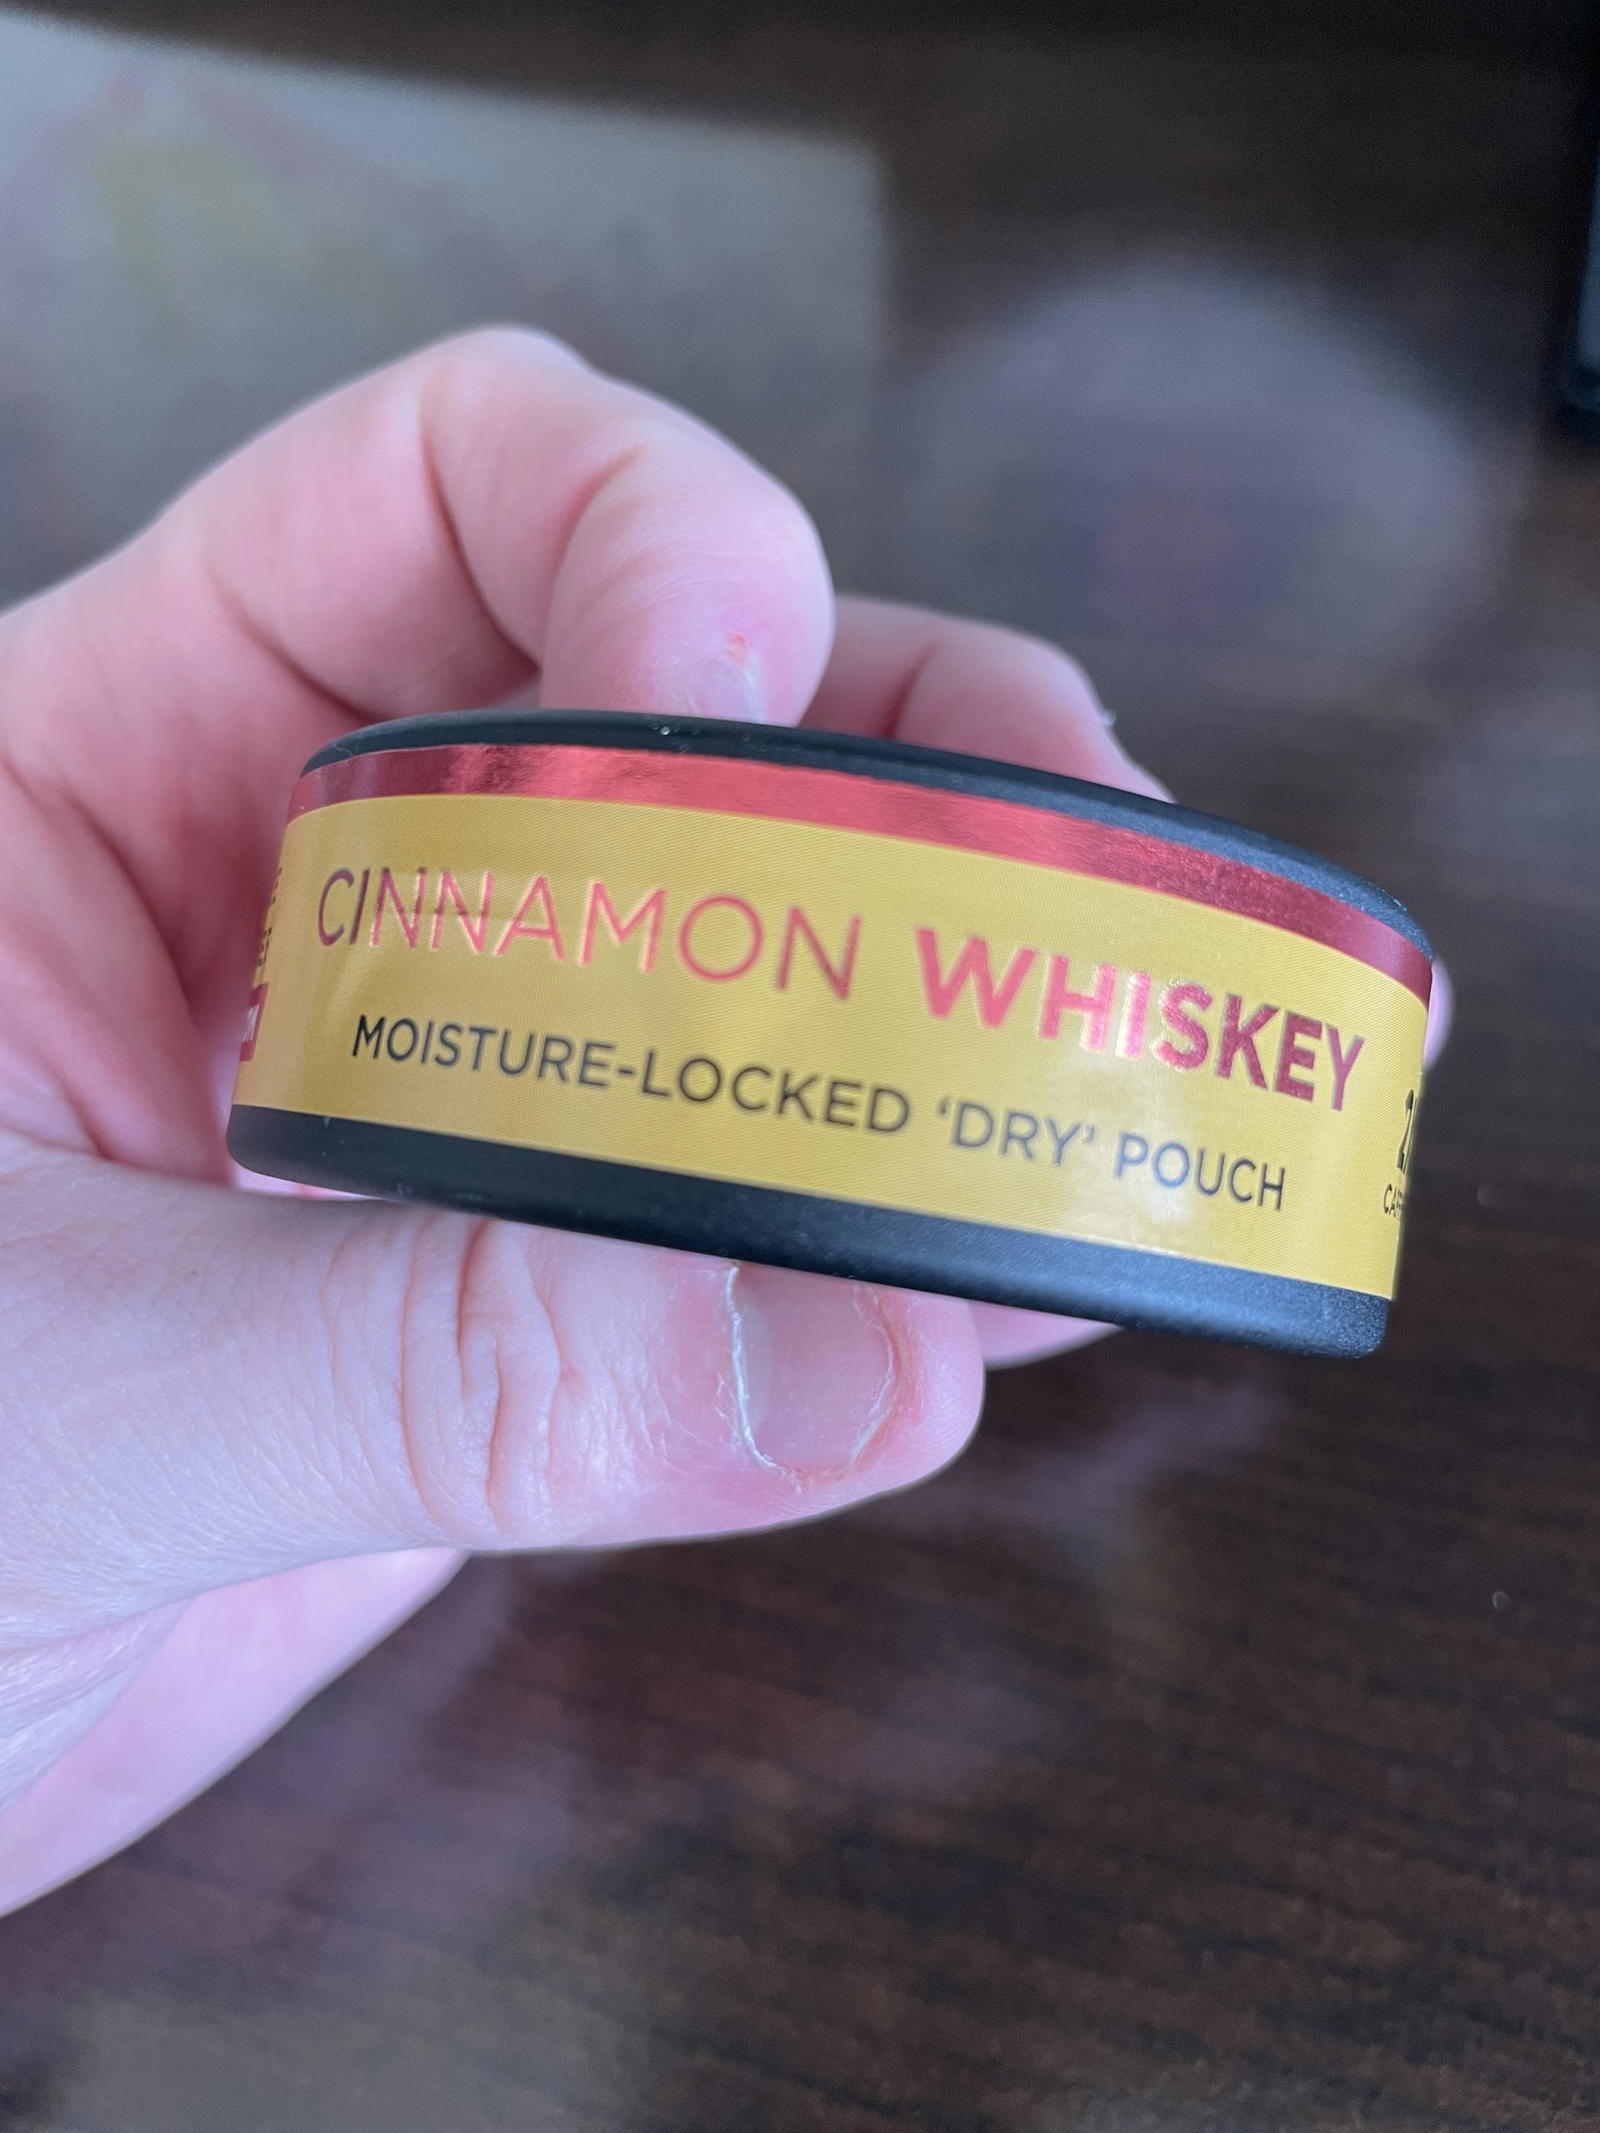 CINNAMON WHISKEY
MOISTURE-LOCKED ‘DRY’ POUCH